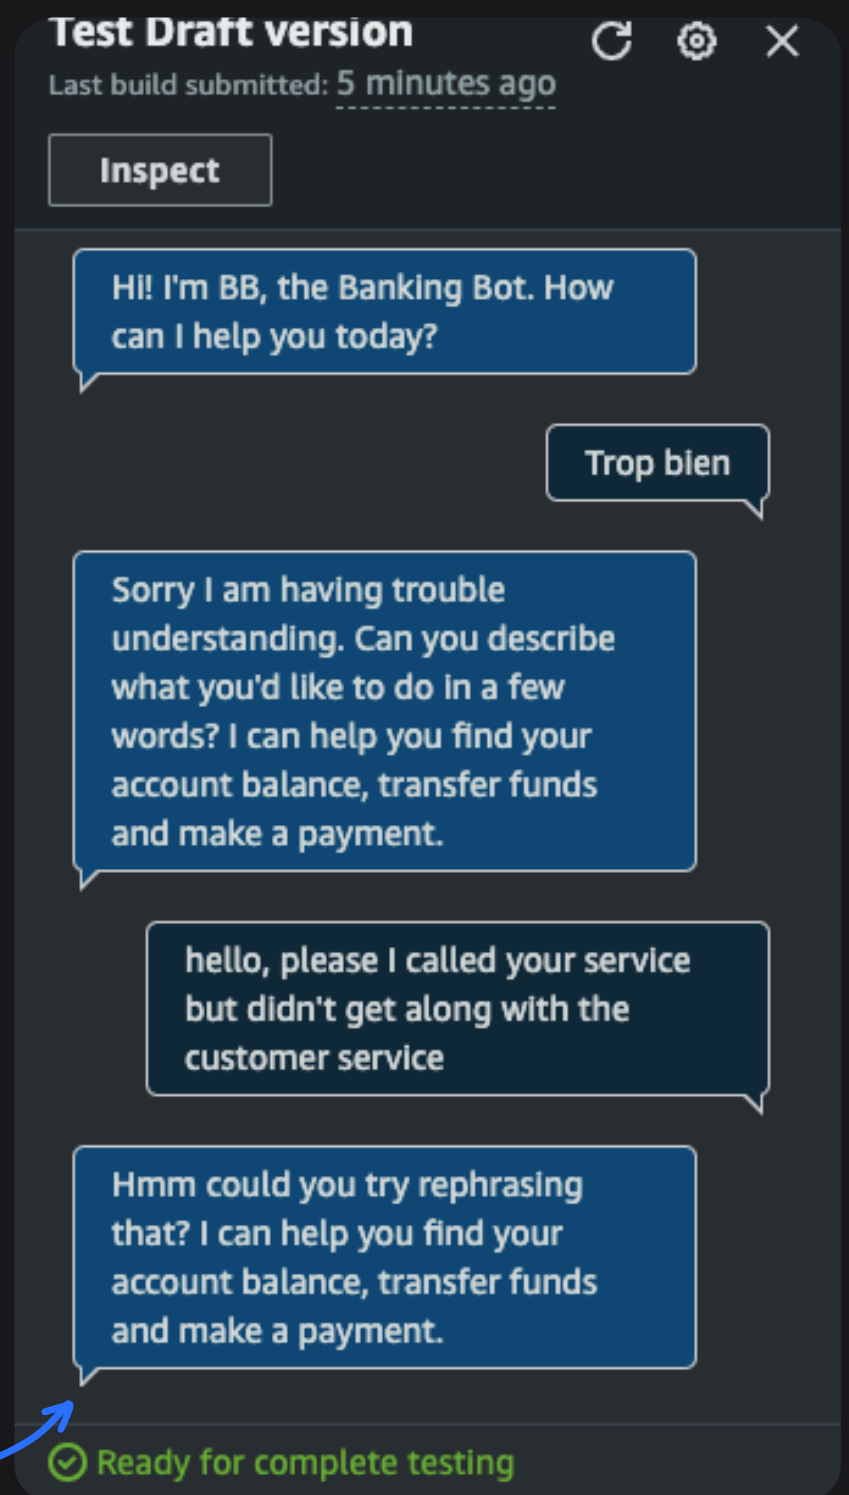 Test Draft version
Last build submitted: 5 minutes ago
Inspect
Hi! I'm BB, the Banking Bot. How
can I help you today?
Trop bien
Sorry I am having trouble
understanding. Can you describe
what you'd like to do in a few
words? I can help you find your
account balance, transfer funds
and make a payment.
hello, please I called your service
but didn't get along with the
customer service
Hmm could you try rephrasing
that? I can help you find your
account balance, transfer funds
and make a payment.
Ready for complete testing